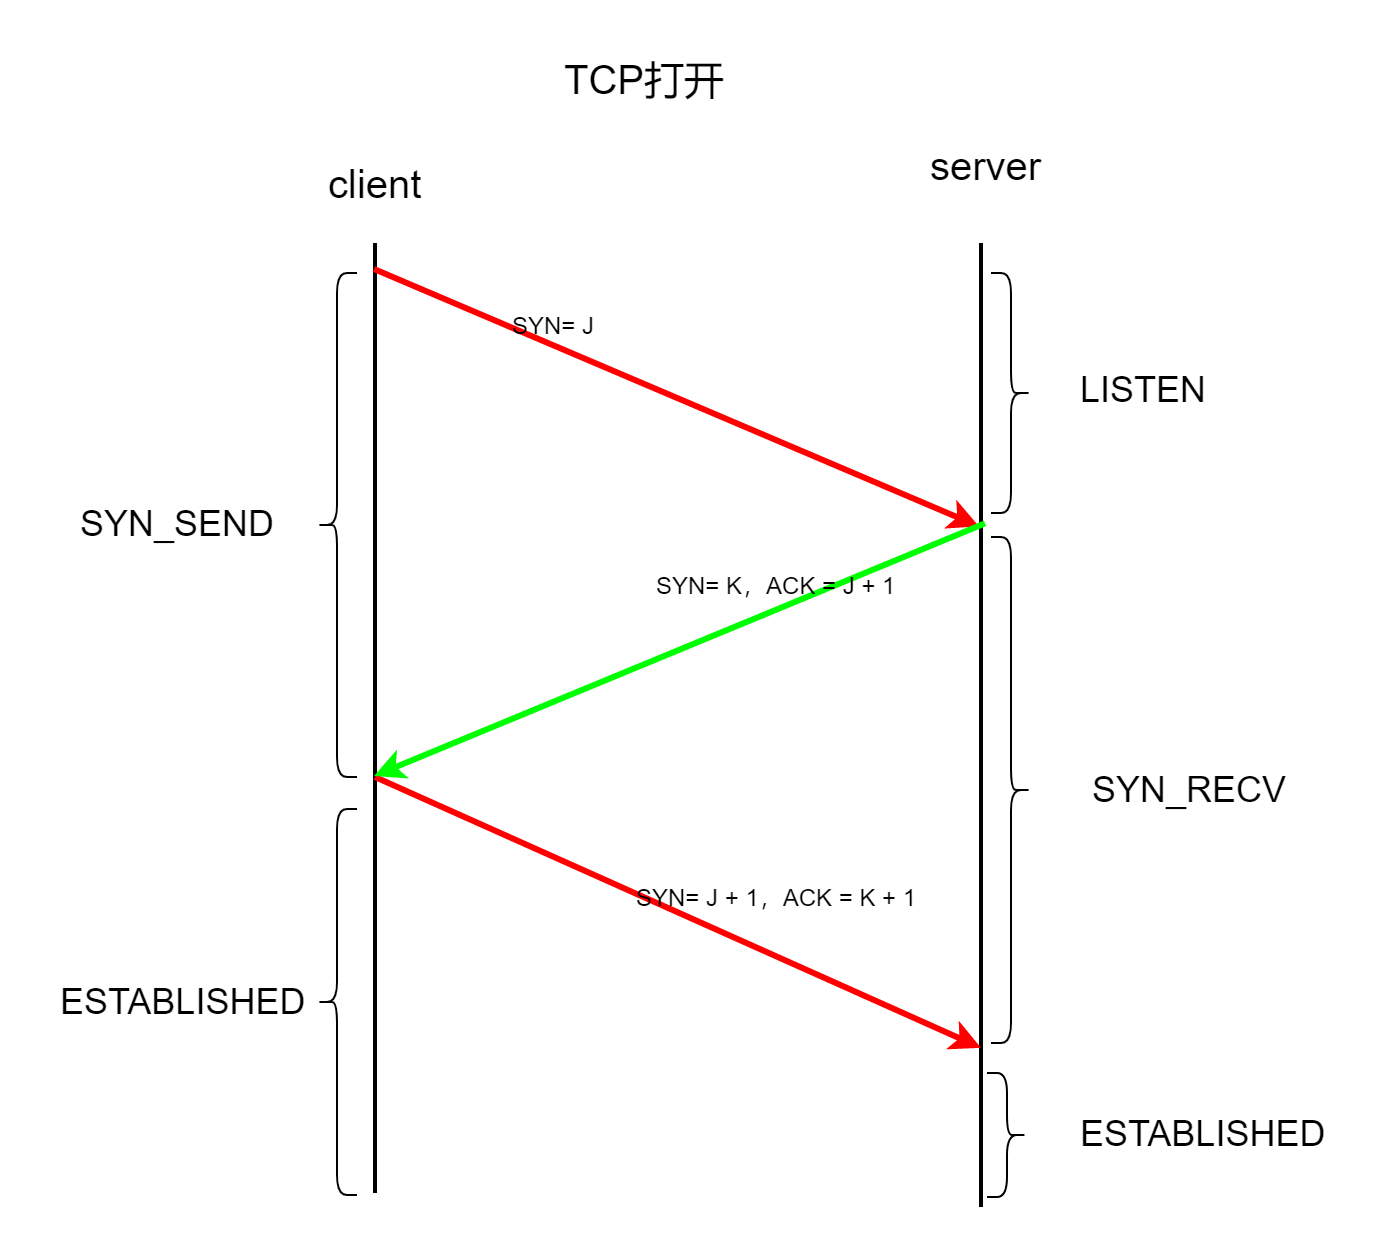 TCP打开
client
server
SYN= J
LISTEN
SYN_SEND
SYN= K，ACK = J + 1
SYN_RECV
SYN= J + 1，ACK = K + 1
ESTABLISHED
ESTABLISHED